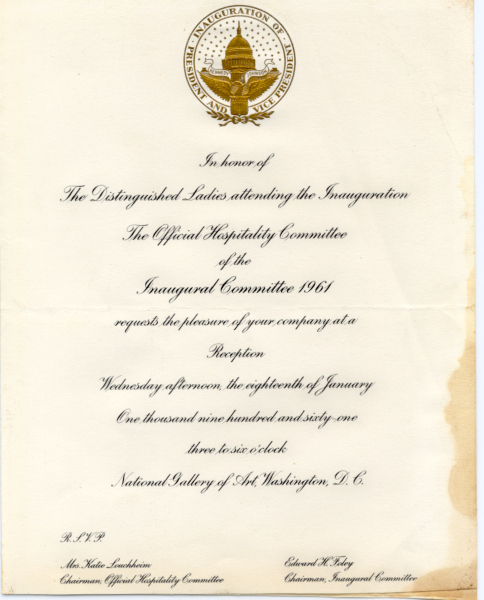 INAUGURATION OF
PRESIDENT AND VICE PRESIDENT
In honor of
The Distinguished Ladies attending the Inauguration
The Official Hospitality Committee
of the
Inaugural Committee 1961
requests the pleasure of your company at a
Reception
Wednesday afternoon, the eighteenth of January
One thousand nine hundred and sixty-one
three to six o'clock
National Gallery of Art, Washington, D. C.
R.S.V.P.
Mrs. Katie Louchheim
Chairman, Official Hospitality Committee
Edward H. Foley
Chairman, Inaugural Committee